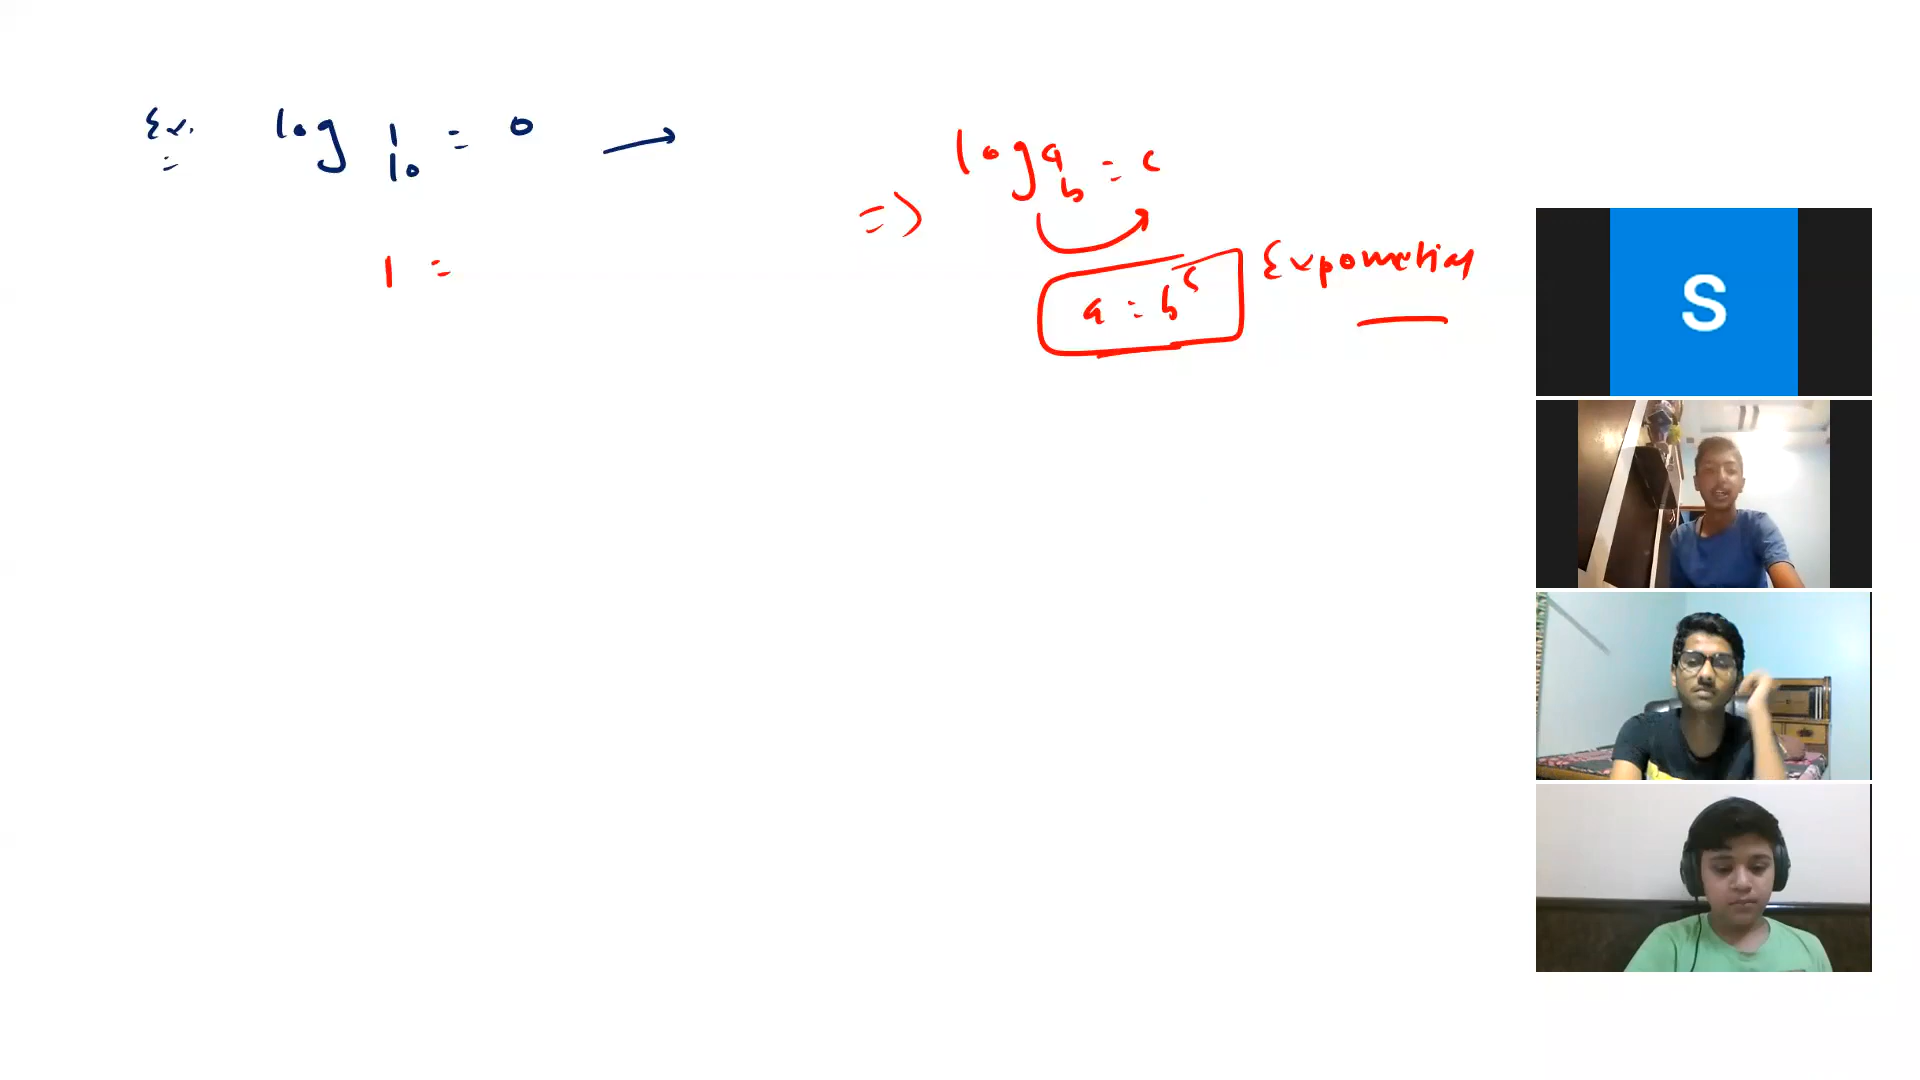 Ex. log 1 10 = 0 →
1 =
=> log a b = c
a = b^c Exponential
S